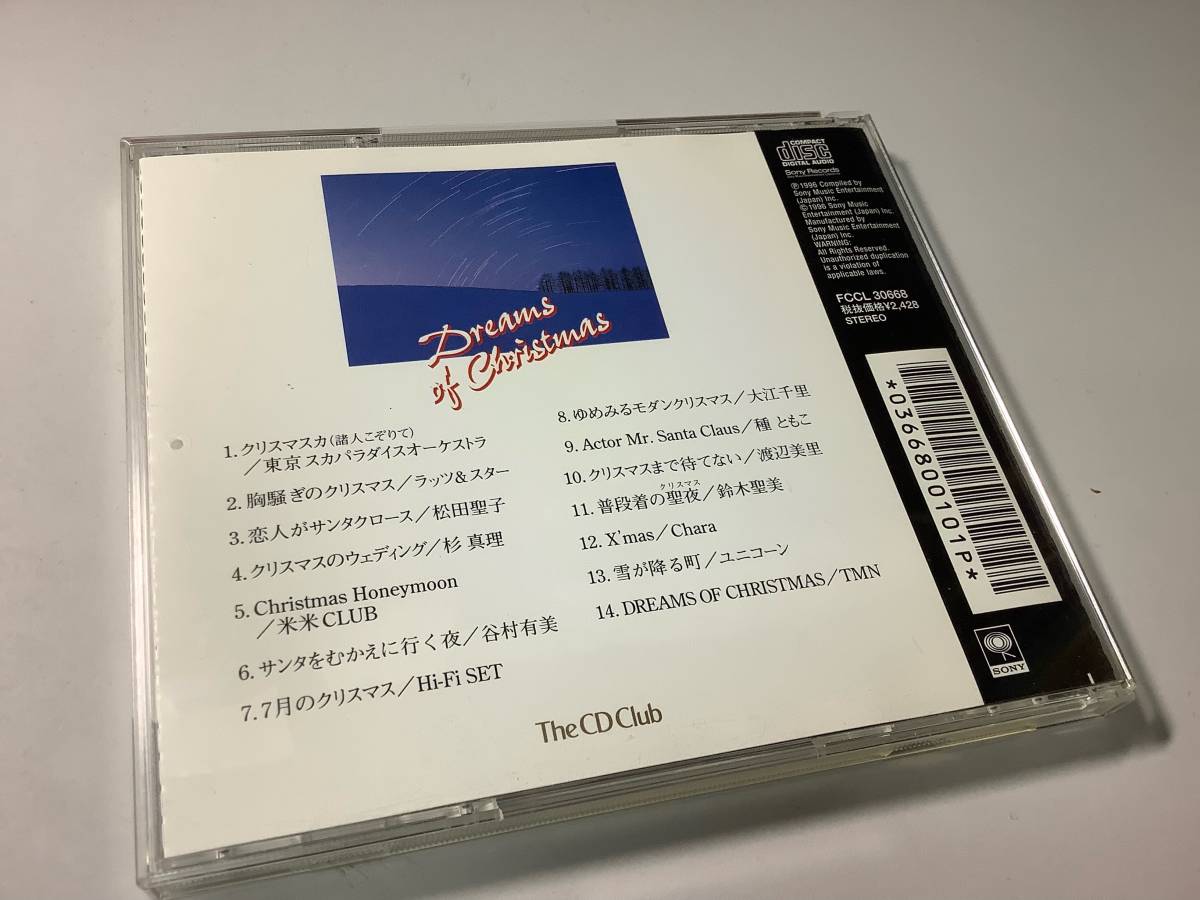 Dreams
of Christmas
1. クリスマスカ(諸人こぞりて)
/東京スカパラダイスオーケストラ
2. 胸騒ぎのクリスマス/ラッツ&スター
3. 恋人がサンタクロース/松田聖子
4. クリスマスのウェディング/杉 真理
5. Christmas Honeymoon
/米米CLUB
6. サンタをむかえに行く夜/谷村有美
7. 7月のクリスマス/Hi-Fi SET
8. ゆめみるモダンクリスマス/大江千里
9. Actor Mr. Santa Claus/種 ともこ
10. クリスマスまで待てない/渡辺美里
クリスマス
11. 普段着の聖夜/鈴木聖美
12. X'mas/Chara
13. 雪が降る町/ユニコーン
14. DREAMS OF CHRISTMAS/TMN
The CD Club
COMPACT
disc
DIGITAL AUDIO
Sony Records
℗1996 Compiled by
Sony Music Entertainment
(Japan) Inc.
©1996 Sony Music
Entertainment (Japan) Inc.
Manufactured by
Sony Music Entertainment
(Japan) Inc.
WARNING:
All Rights Reserved.
Unauthorized duplication
is a violation of
applicable laws.
FCCL 30668
税抜価格¥2,428
STEREO
*0366800101P*
SONY